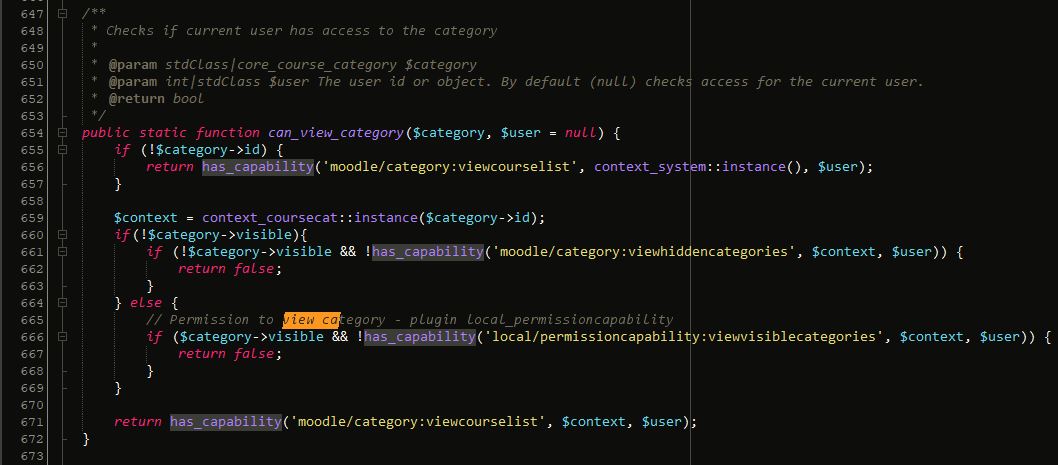 647 /**
648 * Checks if current user has access to the category
649 *
650 * @param stdClass|core_course_category $category
651 * @param int|stdClass $user The user id or object. By default (null) checks access for the current user.
652 * @return bool
653 */
654 public static function can_view_category($category, $user = null) {
655 if (!$category->id) {
656 return has_capability('moodle/category:viewcourselist', context_system::instance(), $user);
657 }
658
659 $context = context_coursecat::instance($category->id);
660 if(!$category->visible){
661 if (!$category->visible && !has_capability('moodle/category:viewhiddencategories', $context, $user)) {
662 return false;
663 }
664 } else {
665 // Permission to view category - plugin local_permissioncapability
666 if ($category->visible && !has_capability('local/permissioncapability:viewvisiblecategories', $context, $user)) {
667 return false;
668 }
669 }
670
671 return has_capability('moodle/category:viewcourselist', $context, $user);
672 }
673